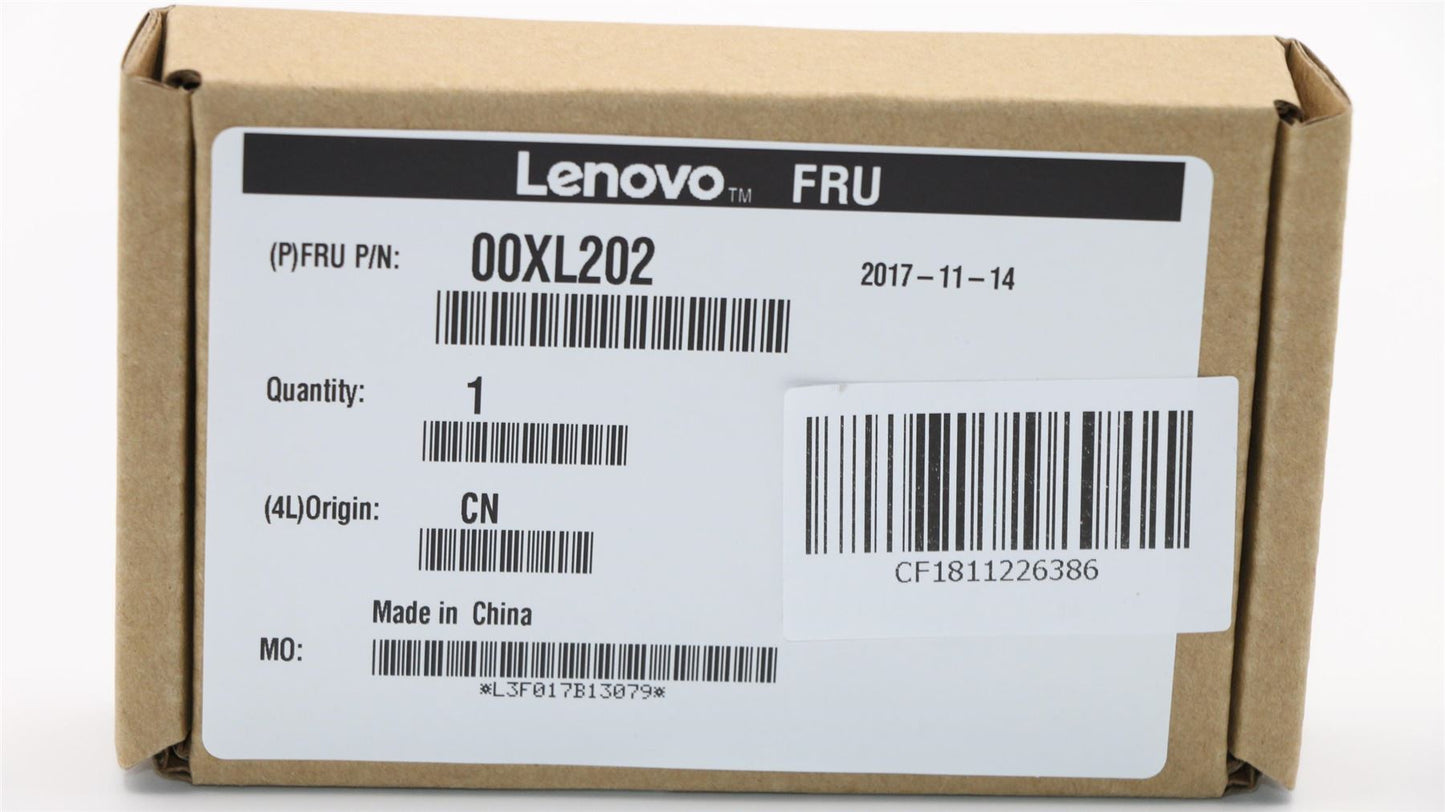 Lenovo™ FRU
(P)FRU P/N: 00XL202 2017-11-14
Quantity: 1
(4L)Origin: CN
CF1811226386
Made in China
MO:
*L3F017B13079*